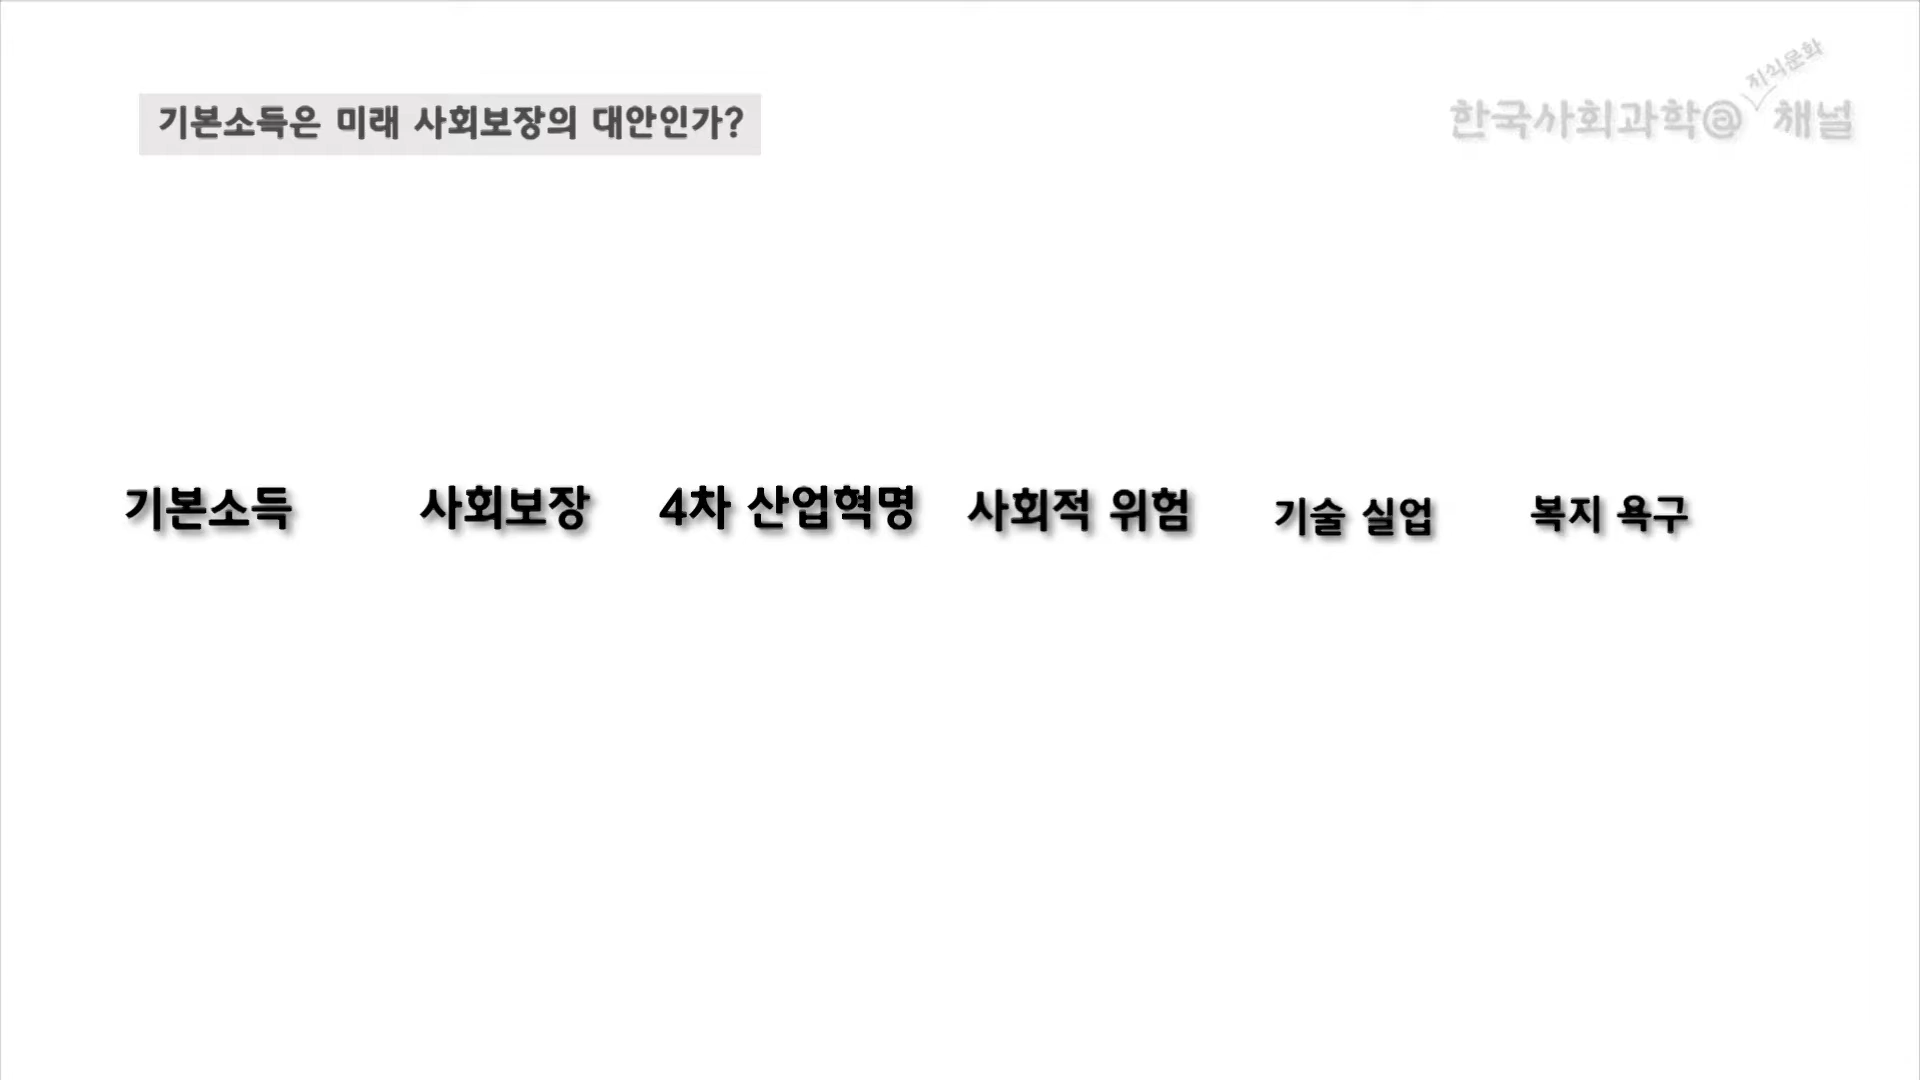 기본소득은 미래 사회보장의 대안인가?
지식문화
한국사회과학@ 채널
기본소득 사회보장 4차 산업혁명 사회적 위험 기술 실업 복지 욕구